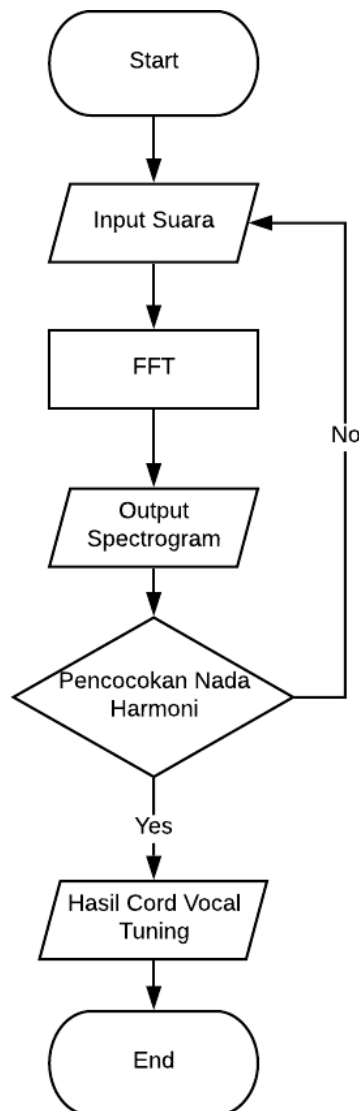 Start
Input Suara
FFT
No
Output
Spectrogram
Pencocokan Nada
Harmoni
Yes
Hasil Cord Vocal
Tuning
End